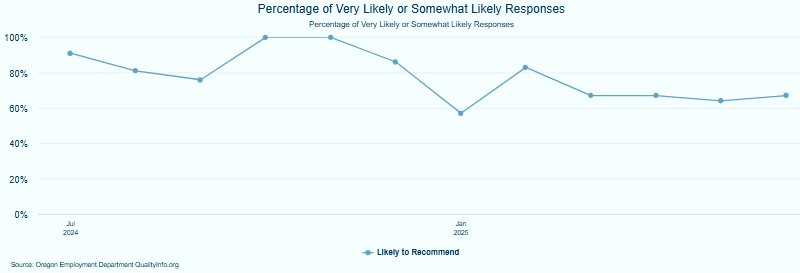 Percentage of Very Likely or Somewhat Likely Responses
Percentage of Very Likely or Somewhat Likely Responses
100%
80%
60%
40%
20%
0%
Jul
2024
Jan
2025
Likely to Recommend
Source: Oregon Employment Department QualityInfo.org